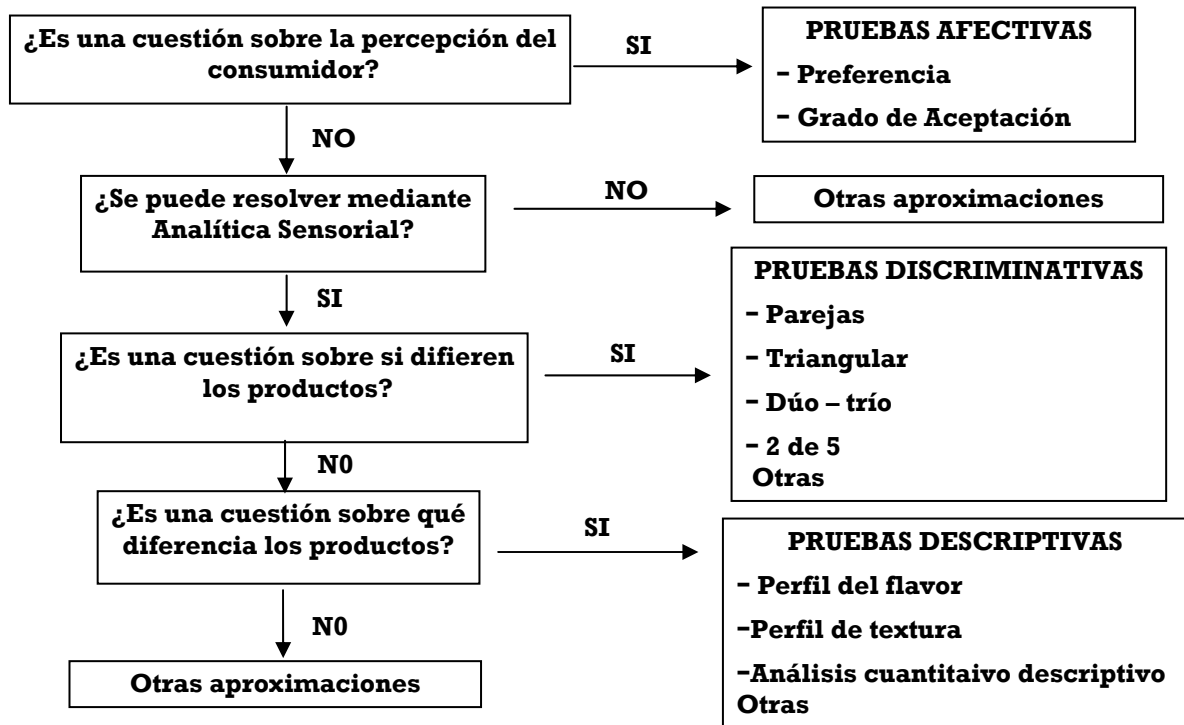 ¿Es una cuestión sobre la percepción del
consumidor?
SI
PRUEBAS AFECTIVAS
- Preferencia
- Grado de Aceptación
NO
¿Se puede resolver mediante
Analítica Sensorial?
NO
Otras aproximaciones
SI
¿Es una cuestión sobre si difieren
los productos?
SI
PRUEBAS DISCRIMINATIVAS
- Parejas
- Triangular
- Dúo – trío
- 2 de 5
Otras
N0
¿Es una cuestión sobre qué
diferencia los productos?
SI
PRUEBAS DESCRIPTIVAS
- Perfil del flavor
-Perfil de textura
-Análisis cuantitaivo descriptivo
Otras
N0
Otras aproximaciones